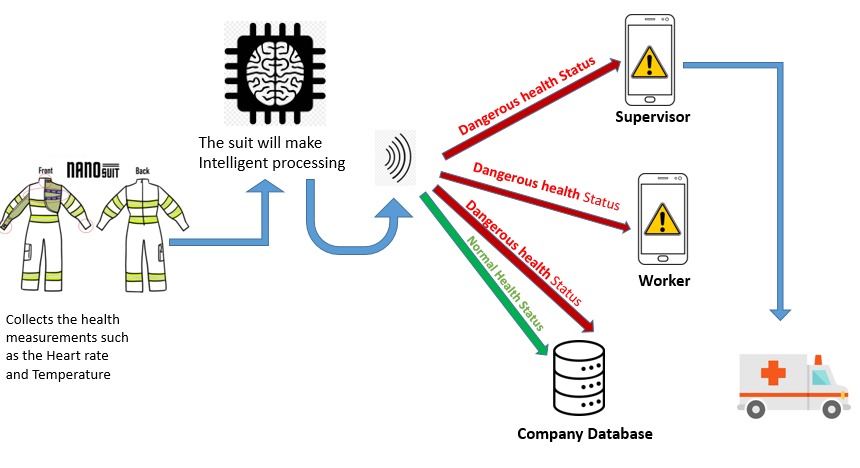 Front
NANO SUIT
Back
Collects the health
measurements such
as the Heart rate
and Temperature
The suit will make
Intelligent processing
Dangerous health Status
Supervisor
Dangerous health Status
Worker
Dangerous health Status
Normal Health Status
Company Database